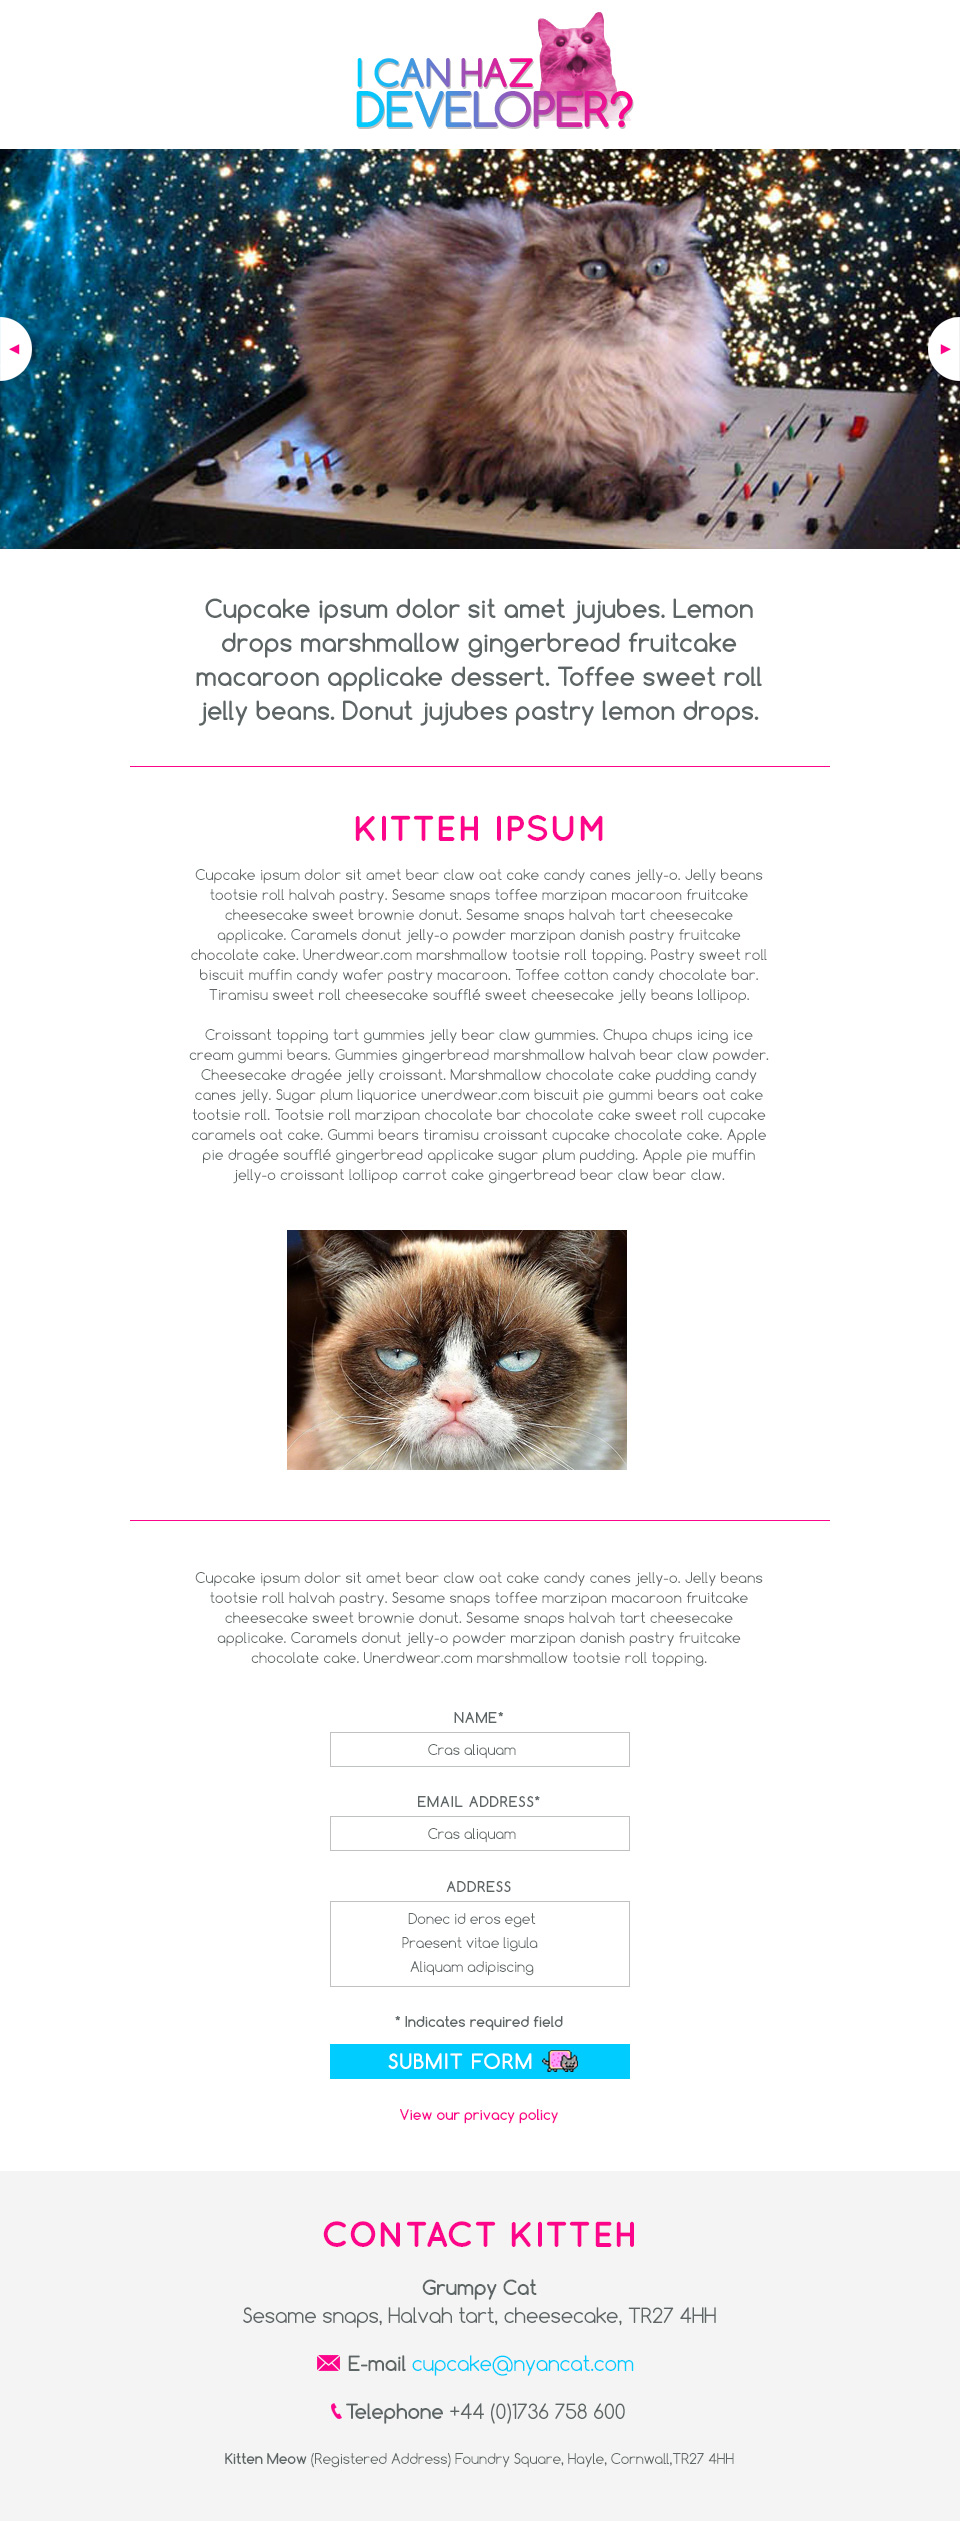 I CAN HAZ
DEVELOPER?
Cupcake ipsum dolor sit amet jujubes. Lemon
drops marshmallow gingerbread fruitcake
macaroon applicake dessert. Toffee sweet roll
jelly beans. Donut jujubes pastry lemon drops.
KITTEH IPSUM
Cupcake ipsum dolor sit amet bear claw oat cake candy canes jelly-o. Jelly beans
tootsie roll halvah pastry. Sesame snaps toffee marzipan macaroon fruitcake
cheesecake sweet brownie donut. Sesame snaps halvah tart cheesecake
applicake. Caramels donut jelly-o powder marzipan danish pastry fruitcake
chocolate cake. Unerdwear.com marshmallow tootsie roll topping. Pastry sweet roll
biscuit muffin candy wafer pastry macaroon. Toffee cotton candy chocolate bar.
Tiramisu sweet roll cheesecake soufflé sweet cheesecake jelly beans lollipop.
Croissant topping tart gummies jelly bear claw gummies. Chupa chups icing ice
cream gummi bears. Gummies gingerbread marshmallow halvah bear claw powder.
Cheesecake dragée jelly croissant. Marshmallow chocolate cake pudding candy
canes jelly. Sugar plum liquorice unerdwear.com biscuit pie gummi bears oat cake
tootsie roll. Tootsie roll marzipan chocolate bar chocolate cake sweet roll cupcake
caramels oat cake. Gummi bears tiramisu croissant cupcake chocolate cake. Apple
pie dragée soufflé gingerbread applicake sugar plum pudding. Apple pie muffin
jelly-o croissant lollipop carrot cake gingerbread bear claw bear claw.
Cupcake ipsum dolor sit amet bear claw oat cake candy canes jelly-o. Jelly beans
tootsie roll halvah pastry. Sesame snaps toffee marzipan macaroon fruitcake
cheesecake sweet brownie donut. Sesame snaps halvah tart cheesecake
applicake. Caramels donut jelly-o powder marzipan danish pastry fruitcake
chocolate cake. Unerdwear.com marshmallow tootsie roll topping.
NAME*
Cras aliquam
EMAIL ADDRESS*
Cras aliquam
ADDRESS
Donec id eros eget
Praesent vitae ligula
Aliquam adipiscing
* Indicates required field
SUBMIT FORM
View our privacy policy
CONTACT KITTEH
Grumpy Cat
Sesame snaps, Halvah tart, cheesecake, TR27 4HH
E-mail cupcake@nyancat.com
Telephone +44 (0)1736 758 600
Kitten Meow (Registered Address) Foundry Square, Hayle, Cornwall,TR27 4HH